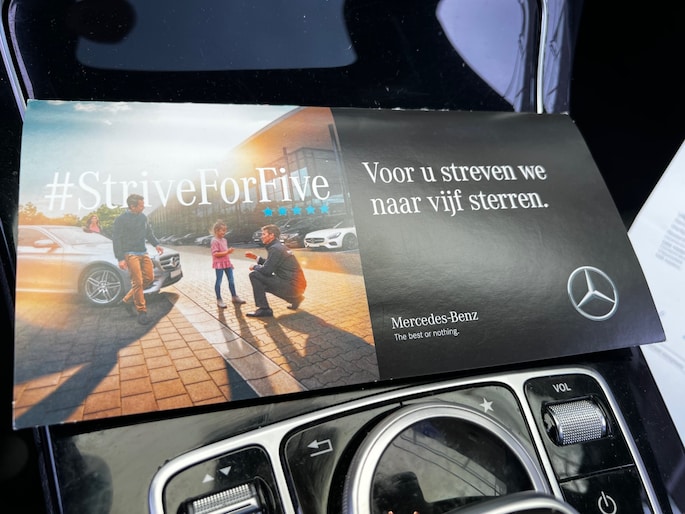 #StriveForFive
Voor u streven we
naar vijf sterren.
Mercedes-Benz
The best or nothing.
VOL